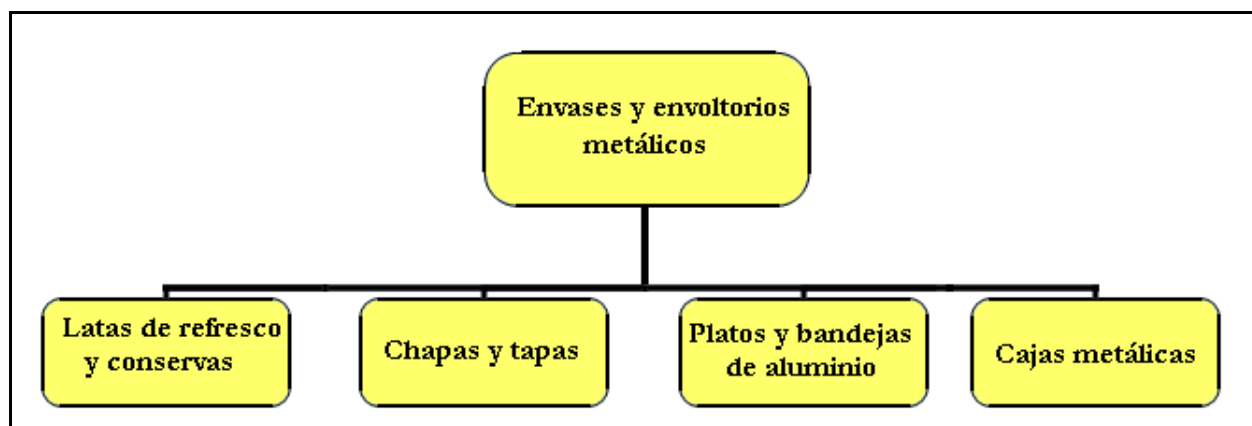 Envases y envoltorios
metálicos
Latas de refresco
y conservas
Chapas y tapas
Platos y bandejas
de aluminio
Cajas metálicas